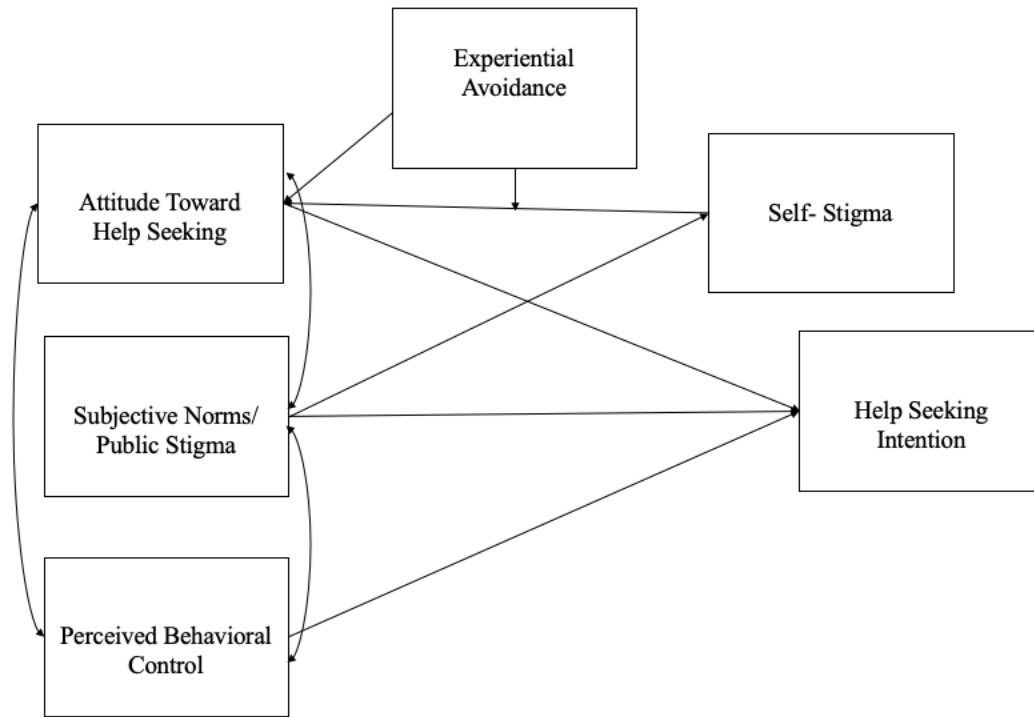 Experiential
Avoidance
Attitude Toward
Help Seeking
Self- Stigma
Subjective Norms/
Public Stigma
Help Seeking
Intention
Perceived Behavioral
Control